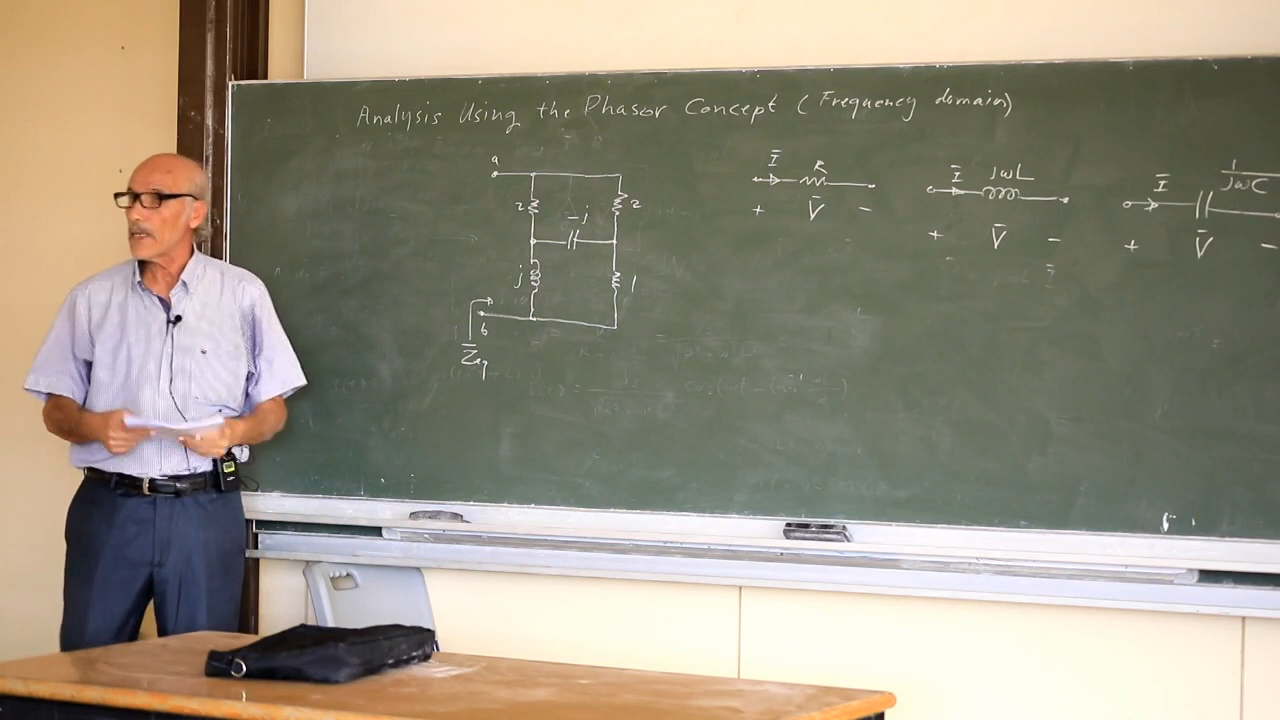 Analysis Using the Phasor Concept (Frequency domain)
a
2
2
-j
j
1
b
Z̄eq
Ī R
+ V̄ -
Ī jωL
+ V̄ -
Ī 1/jωC
+ V̄ -